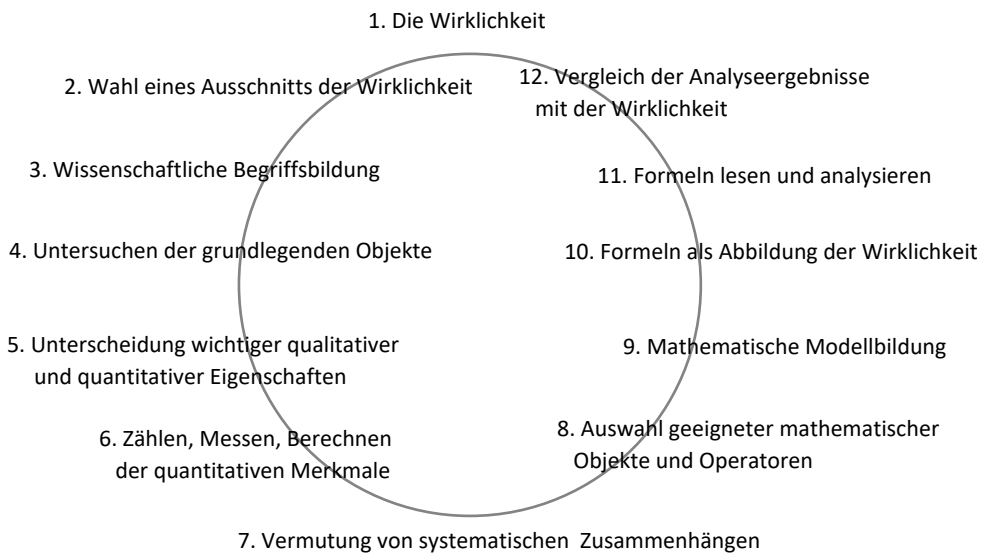 1. Die Wirklichkeit
2. Wahl eines Ausschnitts der Wirklichkeit
3. Wissenschaftliche Begriffsbildung
4. Untersuchen der grundlegenden Objekte
5. Unterscheidung wichtiger qualitativer
und quantitativer Eigenschaften
6. Zählen, Messen, Berechnen
der quantitativen Merkmale
7. Vermutung von systematischen Zusammenhängen
8. Auswahl geeigneter mathematischer
Objekte und Operatoren
9. Mathematische Modellbildung
10. Formeln als Abbildung der Wirklichkeit
11. Formeln lesen und analysieren
12. Vergleich der Analyseergebnisse
mit der Wirklichkeit